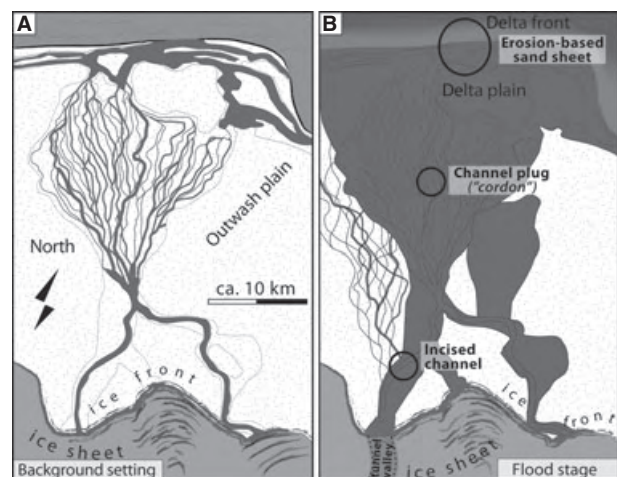 A
Outwash plain
North
ca. 10 km
ice front
ice sheet
Background setting
B
Delta front
Erosion-based
sand sheet
Delta plain
Channel plug
("cordon")
Incised
channel
ice front
tunnel
valley
ice sheet
Flood stage